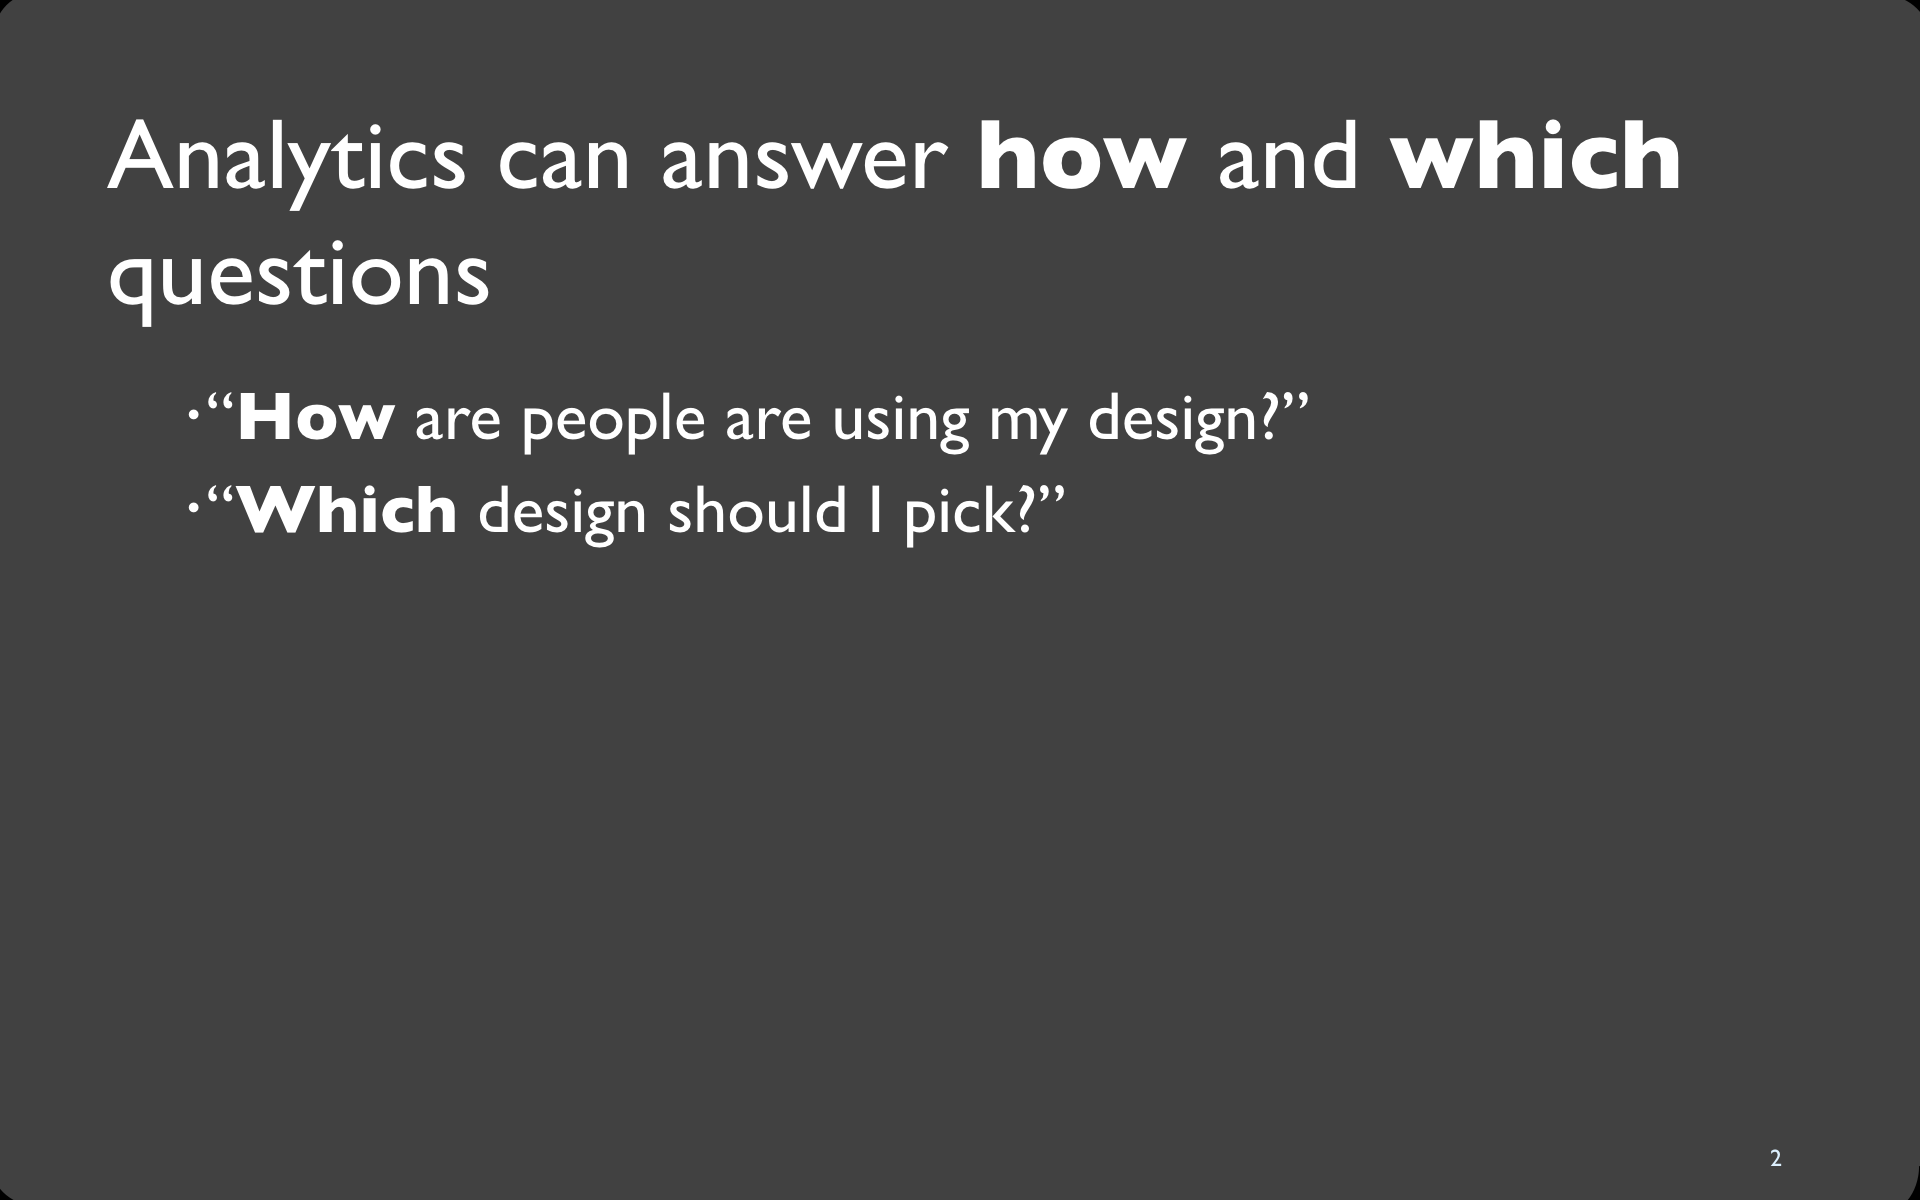 Analytics can answer how and which
questions
•“How are people are using my design?”
•“Which design should I pick?”
2